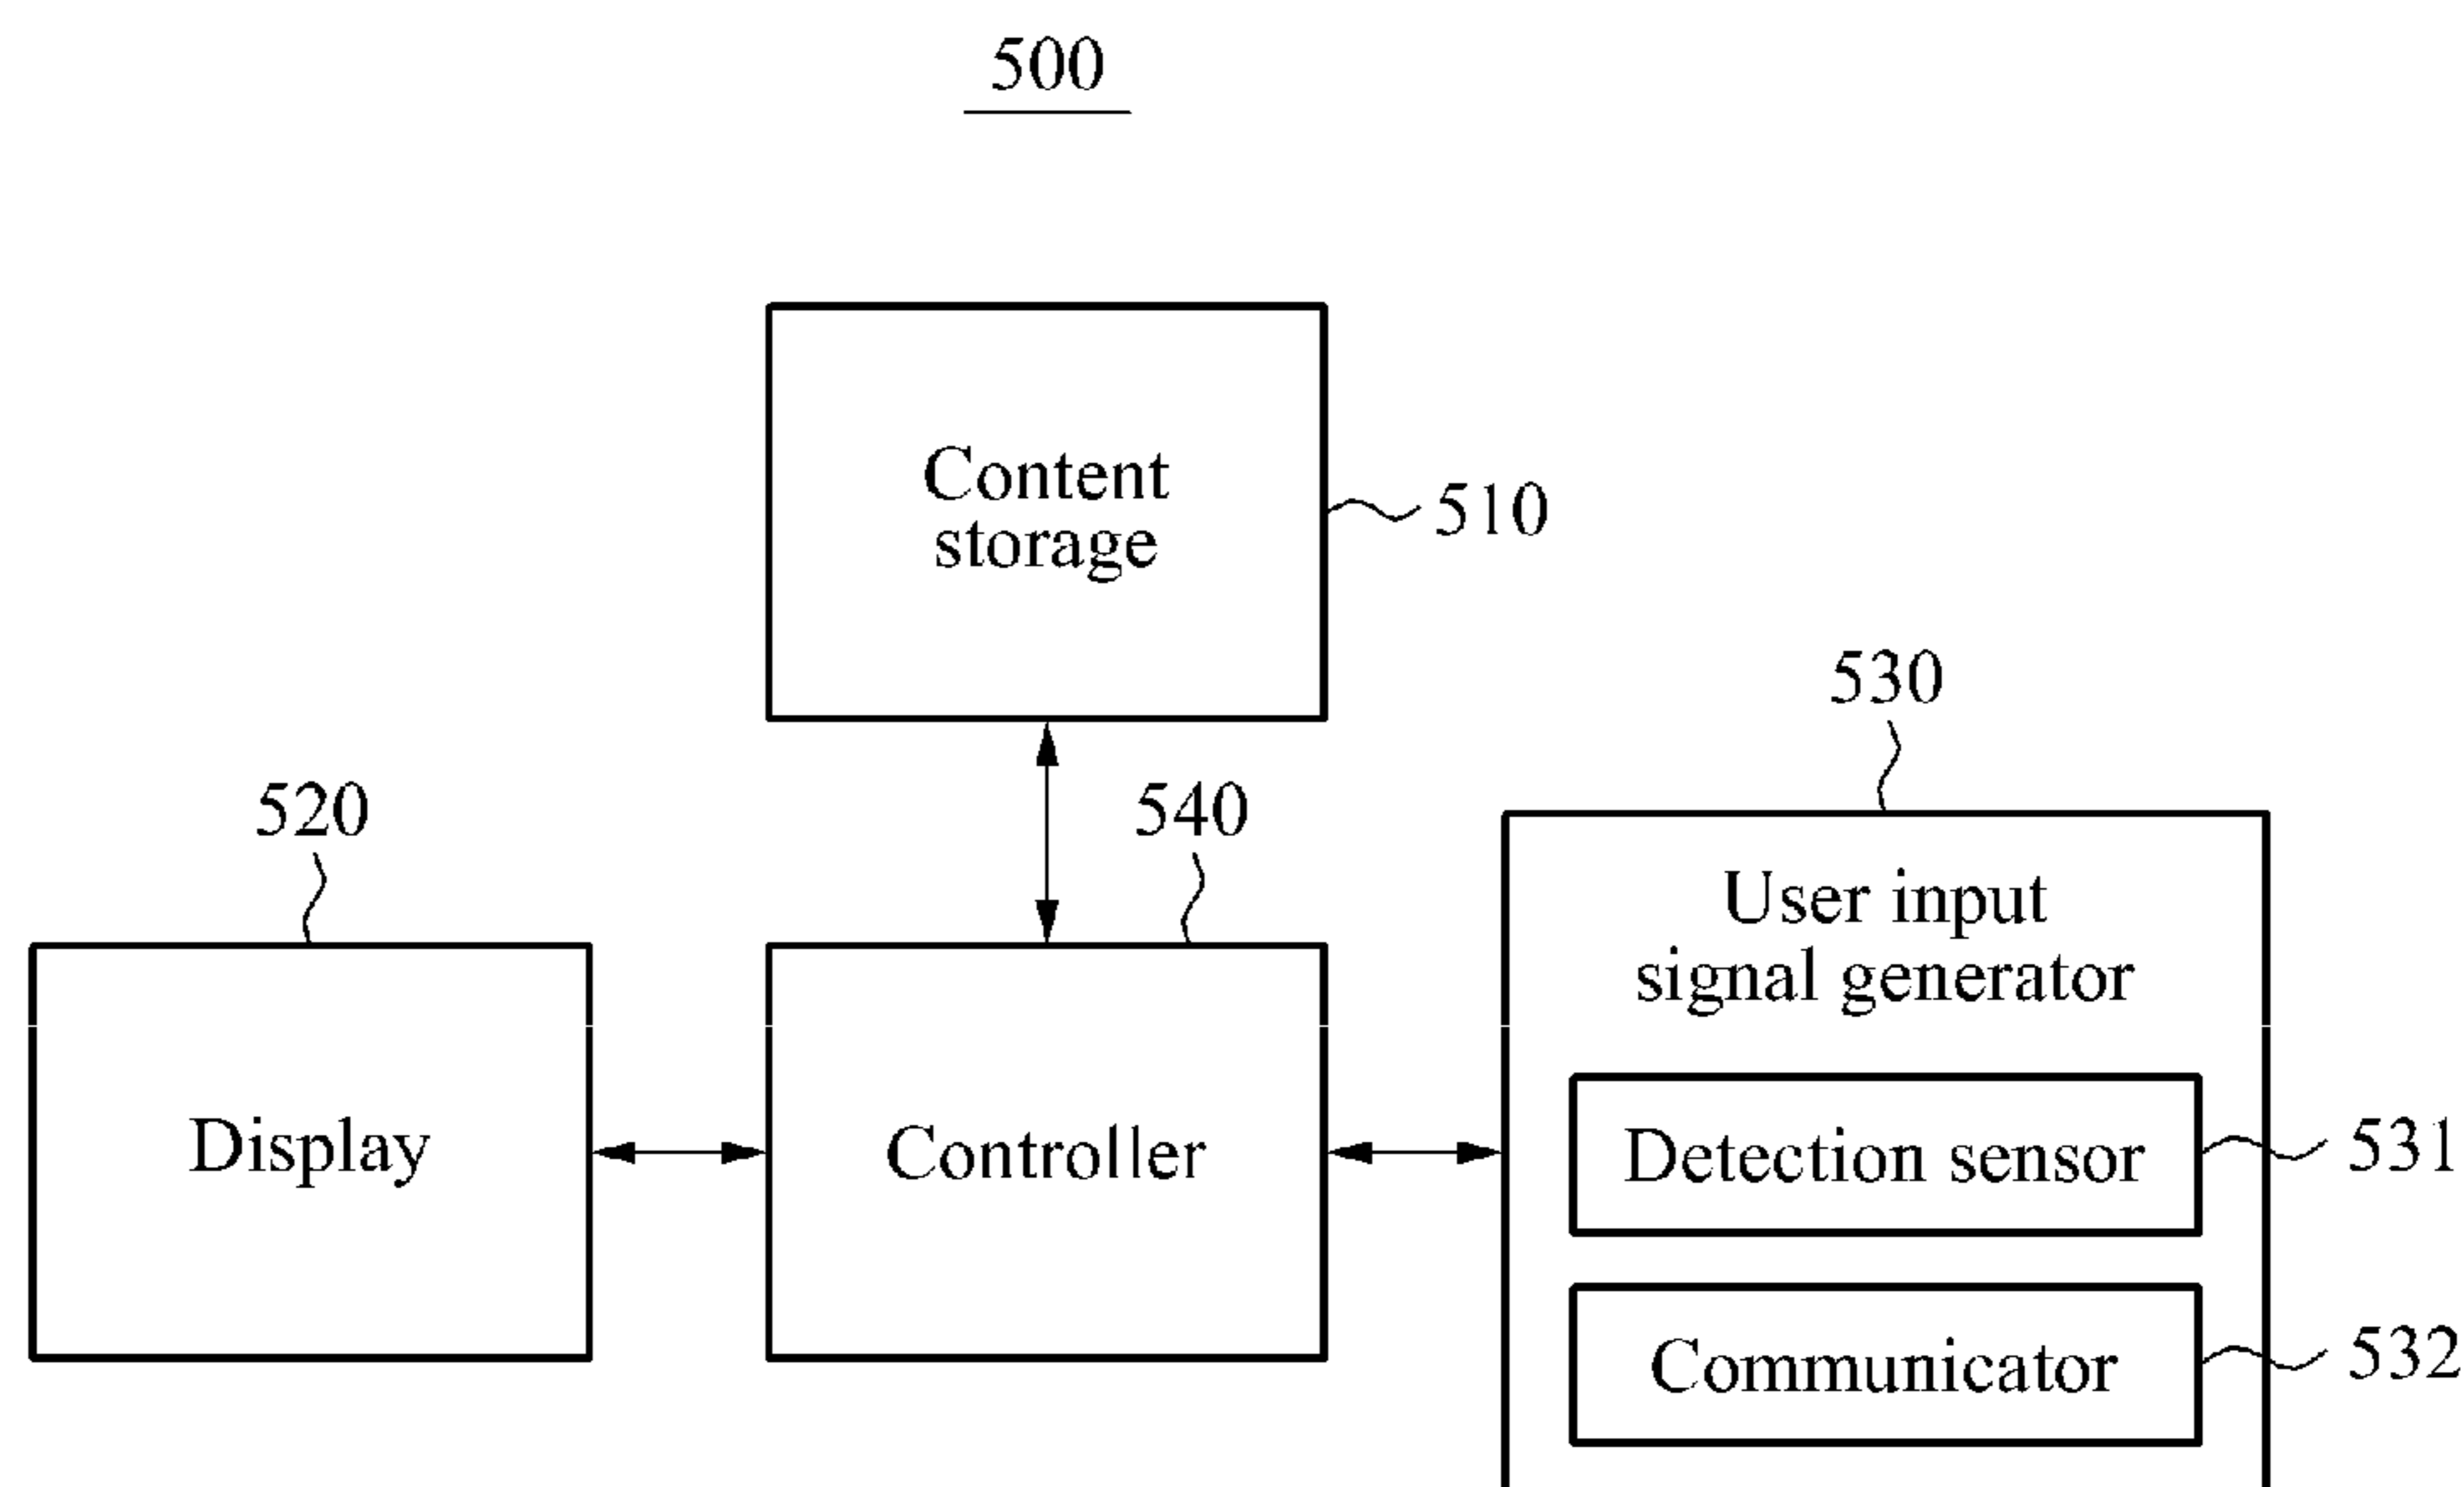 500
Content
storage
510
530
520
540
User input
signal generator
Display
Controller
Detection sensor
531
Communicator
532